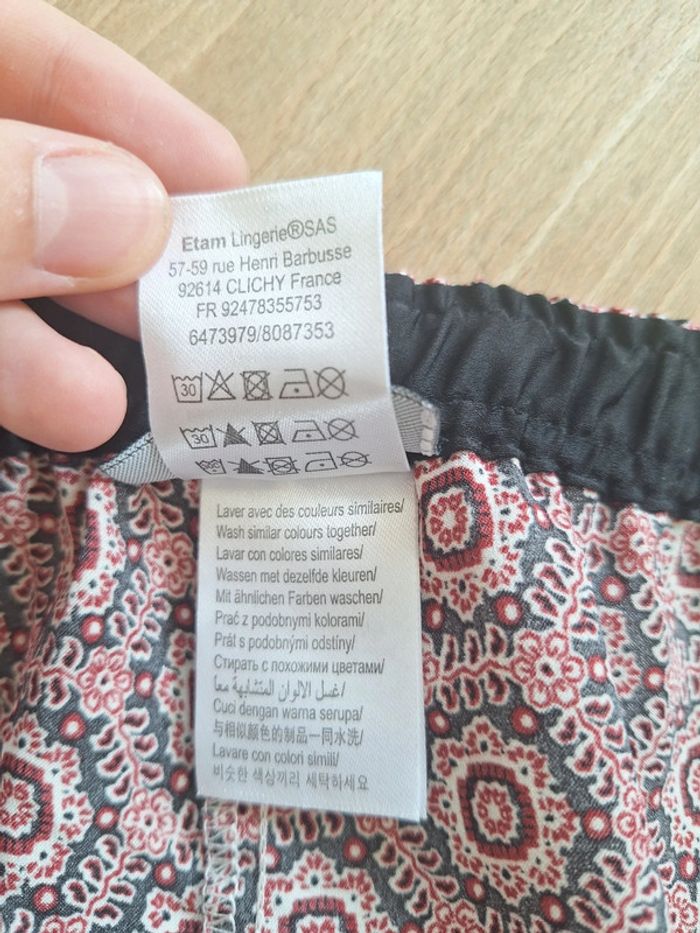 Etam Lingerie®SAS
57-59 rue Henri Barbusse
92614 CLICHY France
FR 92478355753
6473979/8087353
30
30
Laver avec des couleurs similaires/
Wash similar colours together/
Lavar con colores similares/
Wassen met dezelfde kleuren/
Mit ähnlichen Farben waschen/
Prać z podobnymi kolorami/
Prát s podobnými odstíny/
Стирать с похожими цветами/
غسل الالوان المتشابهة معاً/
Cuci dengan warna serupa/
与相似颜色的制品一同水洗/
Lavare con colori simili/
비슷한 색상끼리 세탁하세요